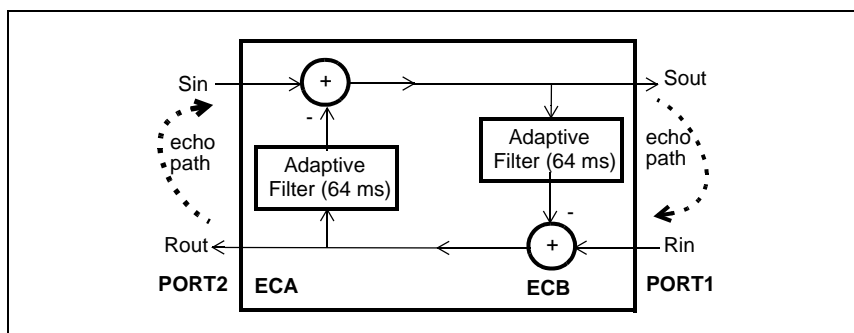 Sin
+
Sout
-
echo
path
Adaptive
Filter (64 ms)
Adaptive
Filter (64 ms)
echo
path
-
Rout
+
Rin
PORT2
ECA
ECB
PORT1